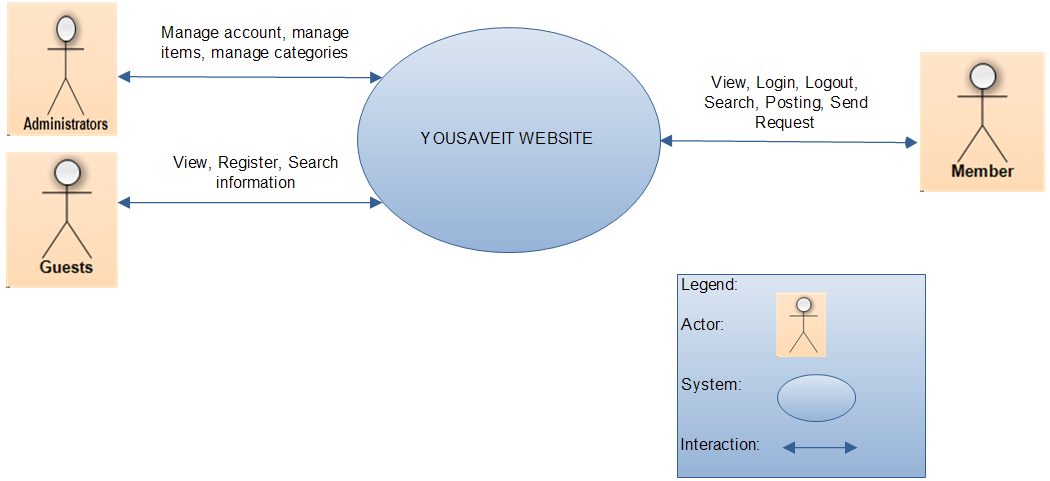 Manage account, manage
items, manage categories
Administrators
View, Register, Search
information
Guests
YOUSAVEIT WEBSITE
View, Login, Logout,
Search, Posting, Send
Request
Member
Legend:
Actor:
System:
Interaction: